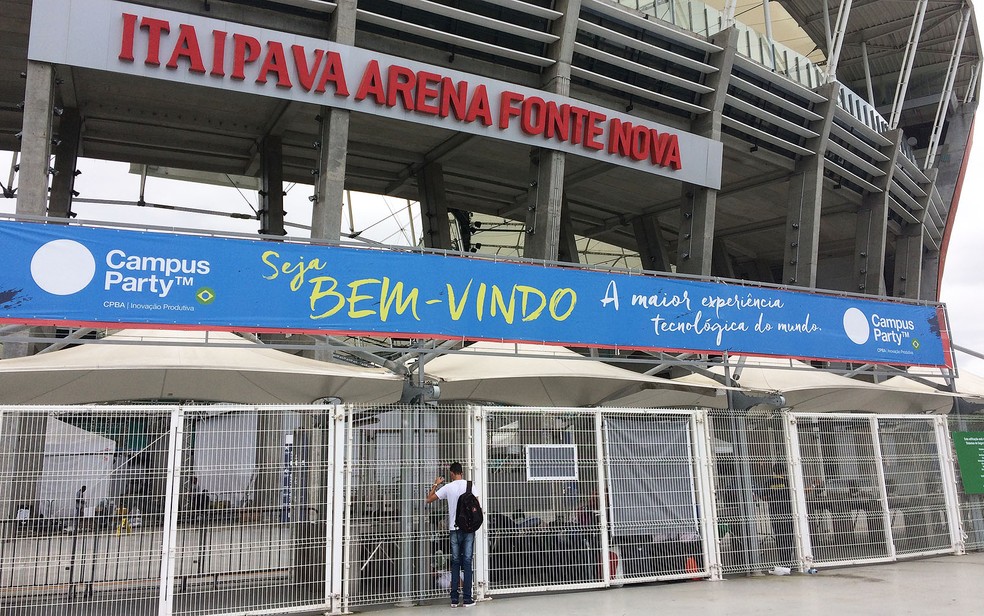 ITAIPAVA ARENA FONTE NOVA
Campus
Party™
CPBA | Inovação Produtiva
Seja
BEM-VINDO
A maior experiência
tecnológica do mundo.
Campus
Party™